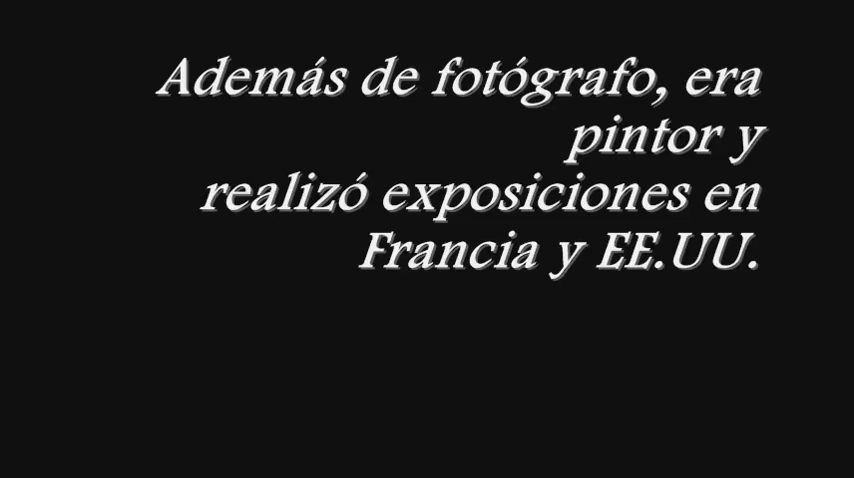 Además de fotógrafo, era
pintor y
realizó exposiciones en
Francia y EE.UU.